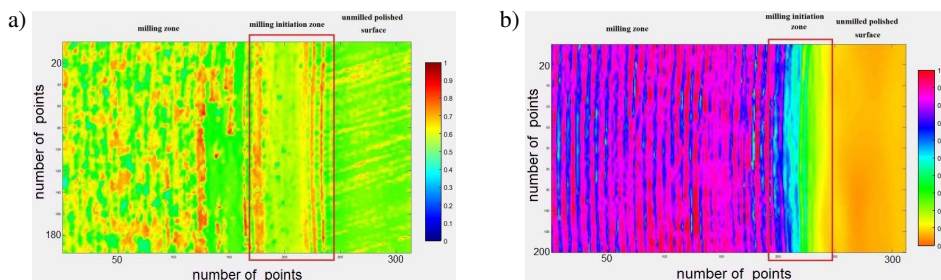 a)
milling zone
milling initiation zone
unmilled polished
surface
number of points
20
180
50
300
number of points
1
0.9
0.8
0.7
0.6
0.5
0.4
0.3
0.2
0.1
0
b)
milling zone
milling initiation
zone
unmilled polished
surface
number of points
20
200
50
300
number of points